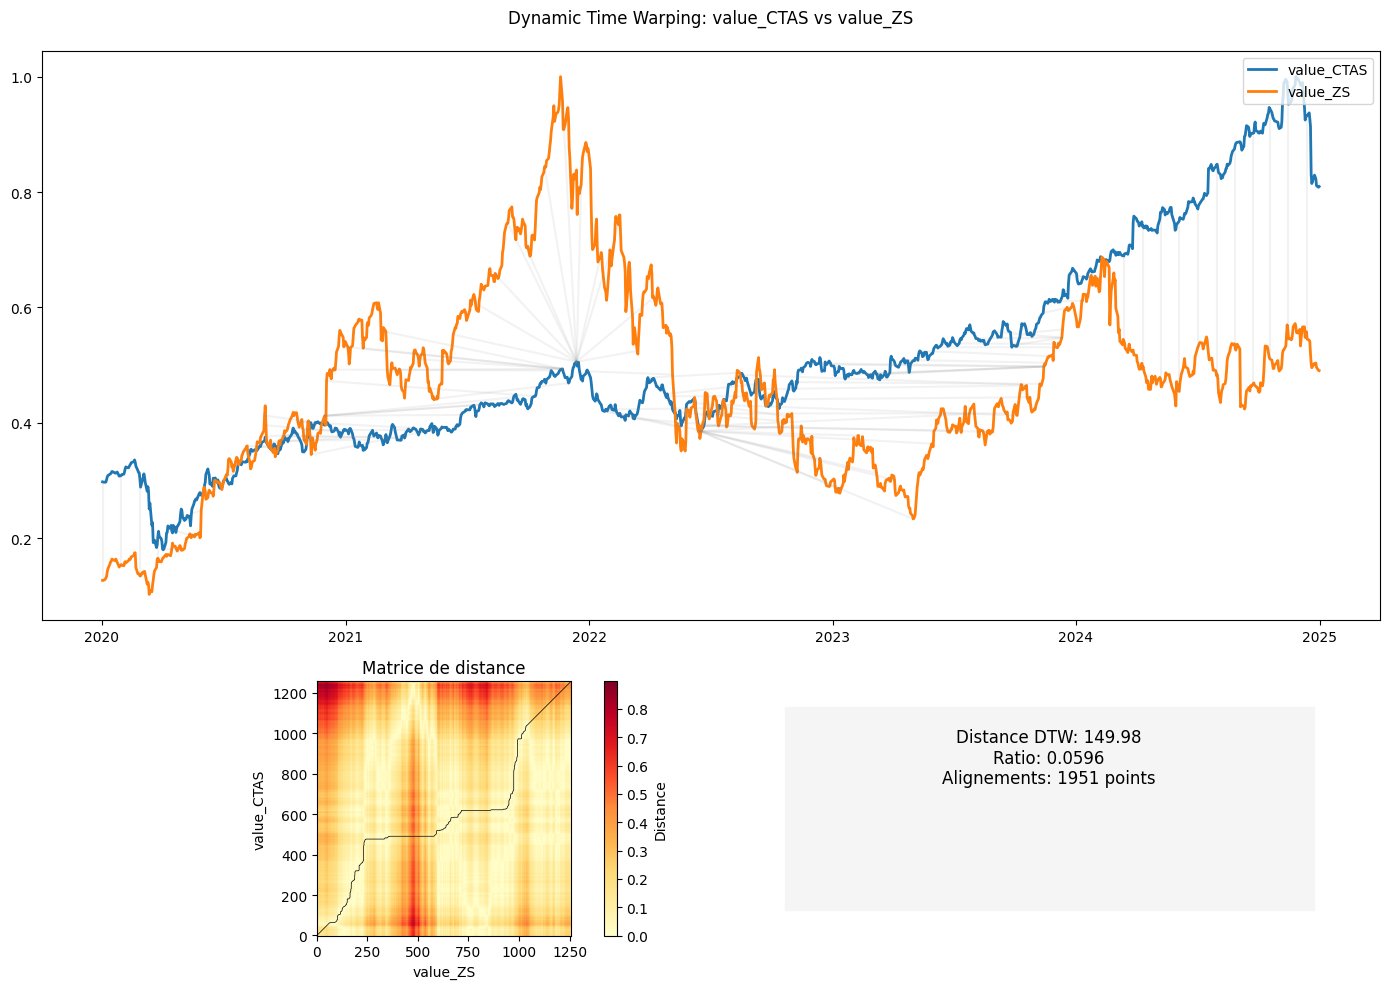 Dynamic Time Warping: value_CTAS vs value_ZS
value_CTAS
value_ZS
1.0
0.8
0.6
0.4
0.2
2020 2021 2022 2023 2024 2025
Matrice de distance
1200
1000
800
600
400
200
0
value_CTAS
0 250 500 750 1000 1250
value_ZS
0.8
0.7
0.6
0.5
0.4
0.3
0.2
0.1
0.0
Distance
Distance DTW: 149.98
Ratio: 0.0596
Alignements: 1951 points